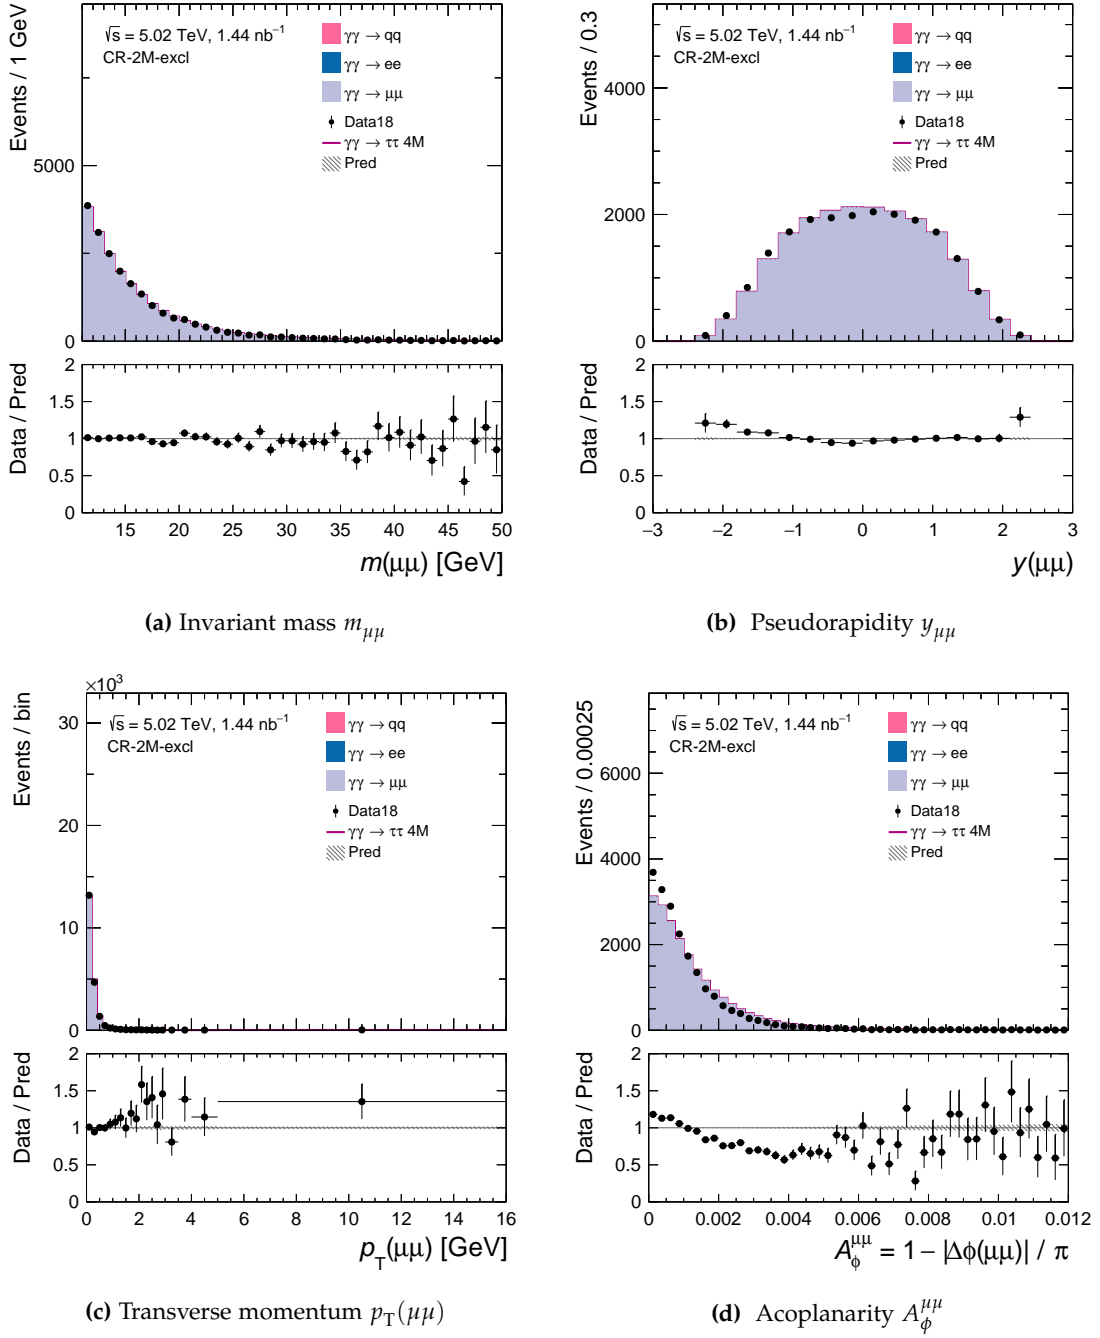 Events / 1 GeV
√s = 5.02 TeV, 1.44 nb⁻¹
CR-2M-excl
γγ → qq
γγ → ee
γγ → μμ
Data18
γγ → ττ 4M
Pred
5000
0
Data / Pred
2
1.5
1
0.5
0
15 20 25 30 35 40 45 50
m(μμ) [GeV]
(a) Invariant mass m_μμ
Events / 0.3
√s = 5.02 TeV, 1.44 nb⁻¹
CR-2M-excl
γγ → qq
γγ → ee
γγ → μμ
Data18
γγ → ττ 4M
Pred
4000
2000
0
Data / Pred
2
1.5
1
0.5
0
−3 −2 −1 0 1 2 3
y(μμ)
(b) Pseudorapidity y_μμ
×10³
Events / bin
√s = 5.02 TeV, 1.44 nb⁻¹
CR-2M-excl
γγ → qq
γγ → ee
γγ → μμ
Data18
γγ → ττ 4M
Pred
30
20
10
0
Data / Pred
2
1.5
1
0.5
0
0 2 4 6 8 10 12 14 16
p_T(μμ) [GeV]
(c) Transverse momentum p_T(μμ)
Events / 0.00025
√s = 5.02 TeV, 1.44 nb⁻¹
CR-2M-excl
γγ → qq
γγ → ee
γγ → μμ
Data18
γγ → ττ 4M
Pred
6000
4000
2000
0
Data / Pred
2
1.5
1
0.5
0
0 0.002 0.004 0.006 0.008 0.01 0.012
A_ϕ^μμ = 1 − |Δϕ(μμ)| / π
(d) Acoplanarity A_ϕ^μμ